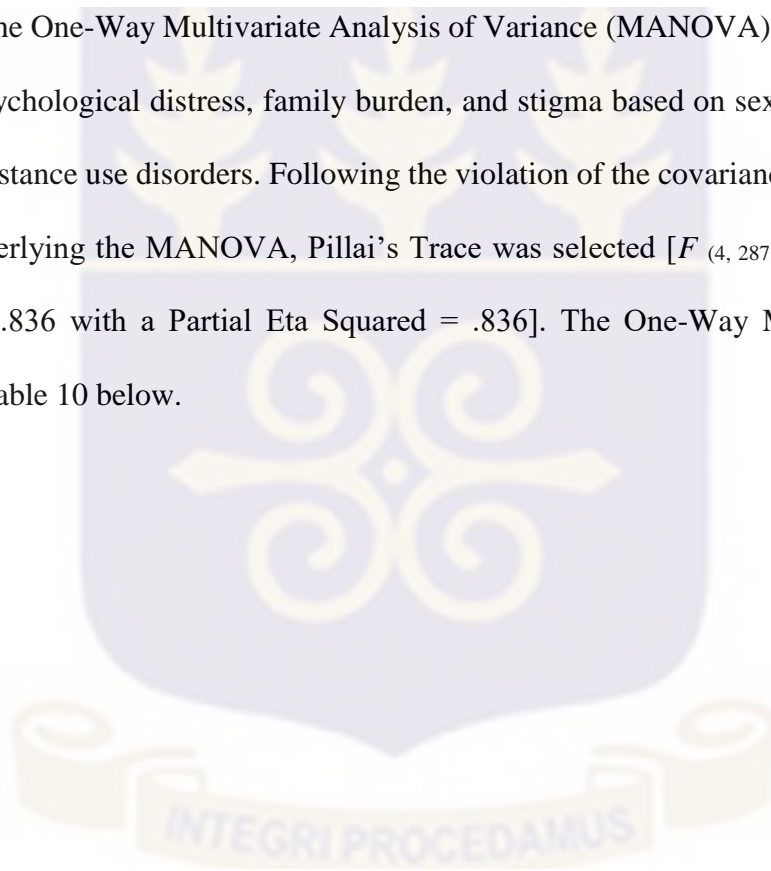 he One-Way Multivariate Analysis of Variance (MANOVA)
ychological distress, family burden, and stigma based on sex
stance use disorders. Following the violation of the covariance
erlying the MANOVA, Pillai’s Trace was selected [F (4, 287
.836 with a Partial Eta Squared = .836]. The One-Way M
able 10 below.
INTEGRI PROCEDAMUS